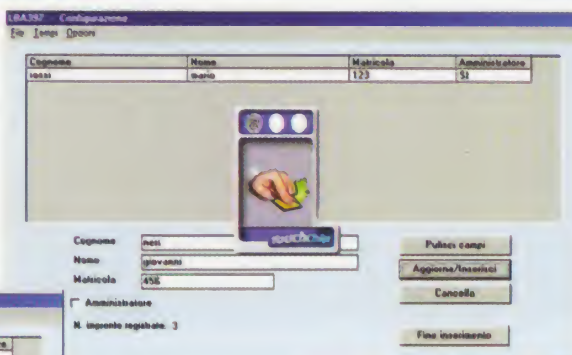 LBA397 - Configurazione
File Tempi Opzioni
Cognome Nome Matricola Amministratore
rossi mario 123 SI
Cognome neri
Nome giovanni
Matricola 456
Amministratore
N. impronte registrate: 3
Pulisci campi
Aggiorna/Inserisci
Cancella
Fine inserimento